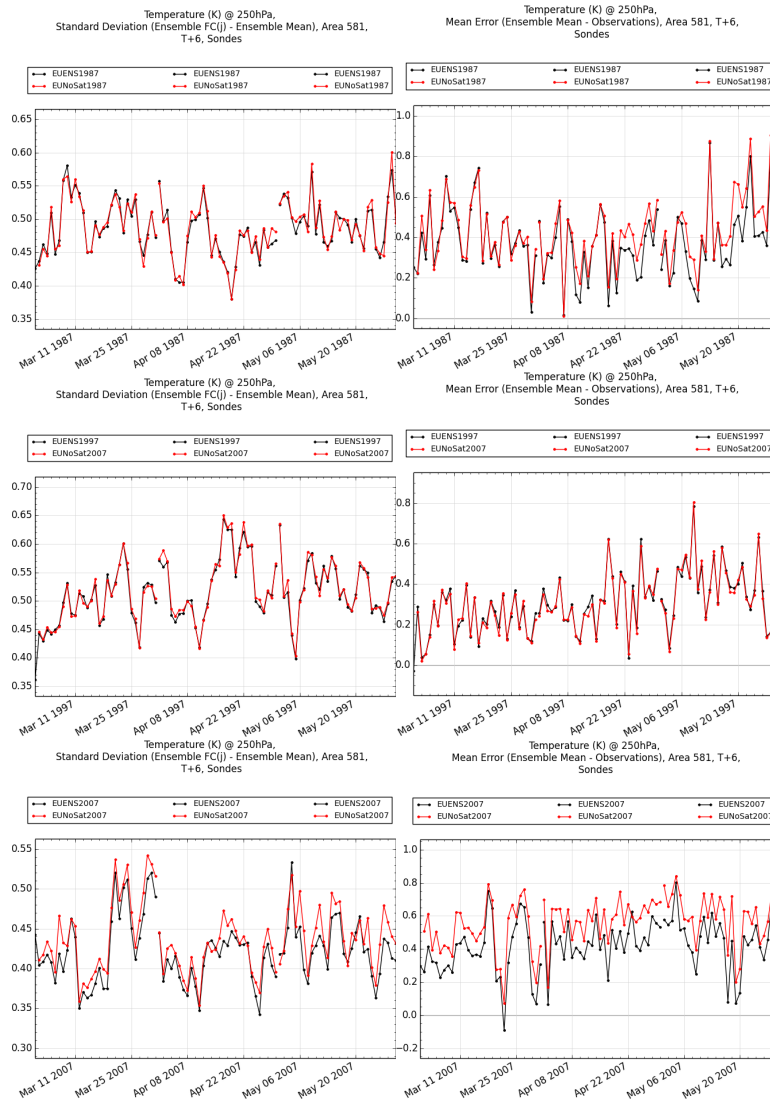 Temperature (K) @ 250hPa,
Standard Deviation (Ensemble FC(j) - Ensemble Mean), Area 581,
T+6, Sondes
EUENS1987 EUENS1987 EUENS1987
EUNoSat1987 EUNoSat1987 EUNoSat1987
0.65
0.60
0.55
0.50
0.45
0.40
0.35
Mar 11 1987 Mar 25 1987 Apr 08 1987 Apr 22 1987 May 06 1987 May 20 1987
Temperature (K) @ 250hPa,
Mean Error (Ensemble Mean - Observations), Area 581, T+6,
Sondes
EUENS1987 EUENS1987 EUENS1987
EUNoSat1987 EUNoSat1987 EUNoSat1987
1.0
0.8
0.6
0.4
0.2
0.0
Mar 11 1987 Mar 25 1987 Apr 08 1987 Apr 22 1987 May 06 1987 May 20 1987
Temperature (K) @ 250hPa,
Standard Deviation (Ensemble FC(j) - Ensemble Mean), Area 581,
T+6, Sondes
EUENS1997 EUENS1997 EUENS1997
EUNoSat2007 EUNoSat2007 EUNoSat2007
0.70
0.65
0.60
0.55
0.50
0.45
0.40
0.35
Mar 11 1997 Mar 25 1997 Apr 08 1997 Apr 22 1997 May 06 1997 May 20 1997
Temperature (K) @ 250hPa,
Mean Error (Ensemble Mean - Observations), Area 581, T+6,
Sondes
EUENS1997 EUENS1997 EUENS1997
EUNoSat2007 EUNoSat2007 EUNoSat2007
0.8
0.6
0.4
0.2
0.0
Mar 11 1997 Mar 25 1997 Apr 08 1997 Apr 22 1997 May 06 1997 May 20 1997
Temperature (K) @ 250hPa,
Standard Deviation (Ensemble FC(j) - Ensemble Mean), Area 581,
T+6, Sondes
EUENS2007 EUENS2007 EUENS2007
EUNoSat2007 EUNoSat2007 EUNoSat2007
0.55
0.50
0.45
0.40
0.35
0.30
Mar 11 2007 Mar 25 2007 Apr 08 2007 Apr 22 2007 May 06 2007 May 20 2007
Temperature (K) @ 250hPa,
Mean Error (Ensemble Mean - Observations), Area 581, T+6,
Sondes
EUENS2007 EUENS2007 EUENS2007
EUNoSat2007 EUNoSat2007 EUNoSat2007
1.0
0.8
0.6
0.4
0.2
0.0
−0.2
Mar 11 2007 Mar 25 2007 Apr 08 2007 Apr 22 2007 May 06 2007 May 20 2007